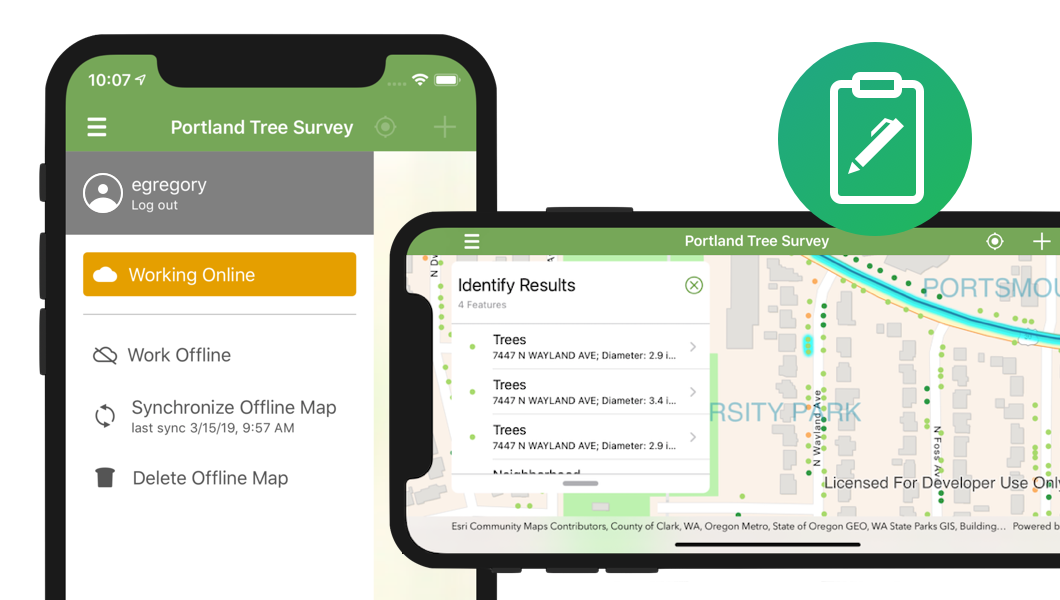 10:07
Portland Tree Survey
egregory
Log out
Working Online
Work Offline
Synchronize Offline Map
last sync 3/15/19, 9:57 AM
Delete Offline Map
Portland Tree Survey
Identify Results
4 Features
Trees
7447 N WAYLAND AVE; Diameter: 2.9 i...
Trees
7447 N WAYLAND AVE; Diameter: 3.4 i...
Trees
7447 N WAYLAND AVE; Diameter: 2.9 i...
Neighborhood
PORTSMOU
RSITY PARK
N Wayland Ave
N Foss Ave
Licensed For Developer Use Only
Esri Community Maps Contributors, County of Clark, WA, Oregon Metro, State of Oregon GEO, WA State Parks GIS, Building... Powered b